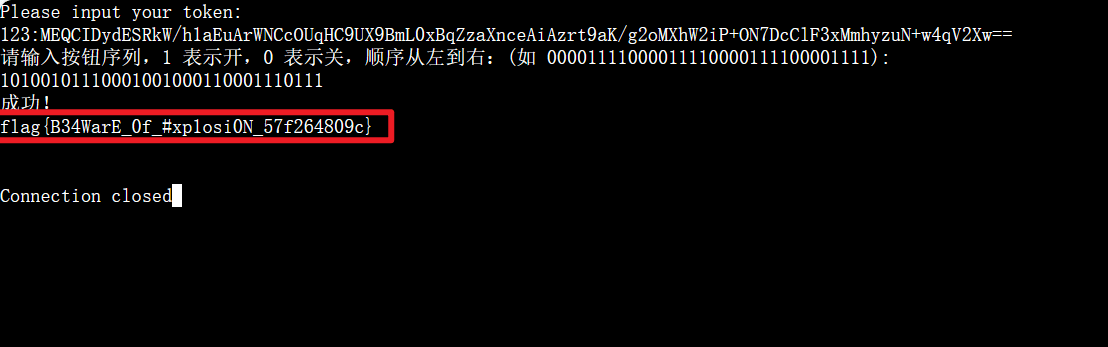 Please input your token:
123:MEQCIDydESRkW/h1aEuArWNCcOUqHC9UX9BmL0xBqZzaXnceAiAzrt9aK/g2oMXhW2iP+ON7DcClF3xMmhyzuN+w4qV2Xw==
请输入按钮序列，1 表示开，0 表示关，顺序从左到右：(如 00001111000011110000111100001111):
10100101110001001000110001110111
成功！
flag{B34WarE_0f_#xplosi0N_57f264809c}
Connection closed